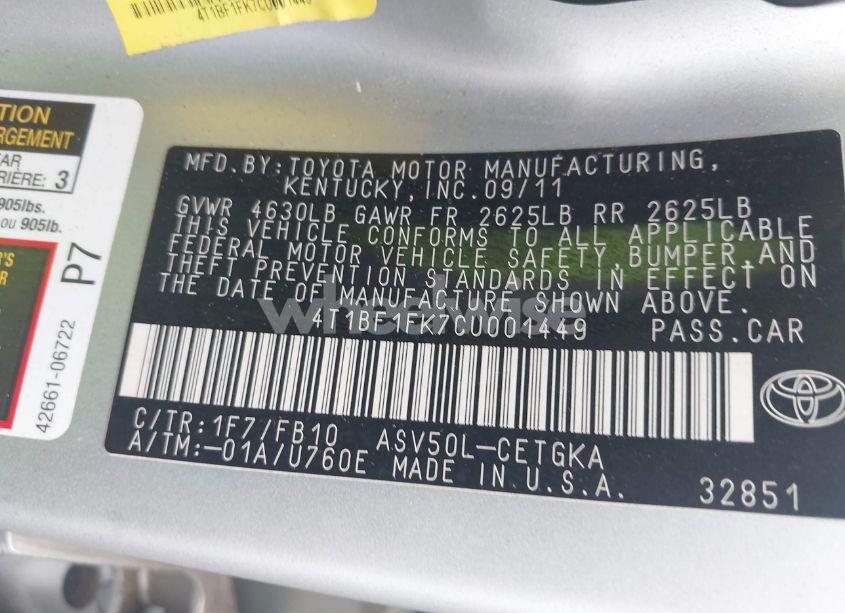 4T1BF1FK7CU001449
TION
RGEMENT
AR
RIÈRE: 3
905lbs.
ou 905lb.
R'S
R
P7
42661-06722
MFD.BY:TOYOTA MOTOR MANUFACTURING,
KENTUCKY,INC.09/11
GVWR 4630LB GAWR FR 2625LB RR 2625LB
THIS VEHICLE CONFORMS TO ALL APPLICABLE
FEDERAL MOTOR VEHICLE SAFETY,BUMPER,AND
THEFT PREVENTION STANDARDS IN EFFECT ON
THE DATE OF MANUFACTURE SHOWN ABOVE.
4T1BF1FK7CU001449 PASS.CAR
C/TR:1F7/FB10 ASV50L-CETGKA
A/TM:-01A/U760E MADE IN U.S.A.
32851